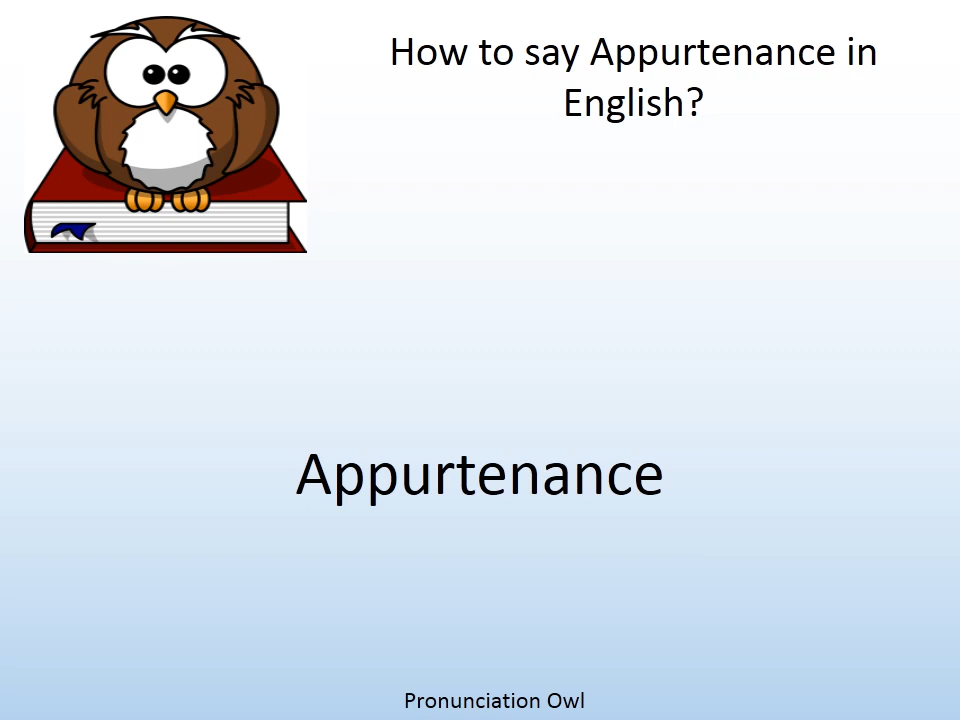 How to say Appurtenance in
English?
Appurtenance
Pronunciation Owl